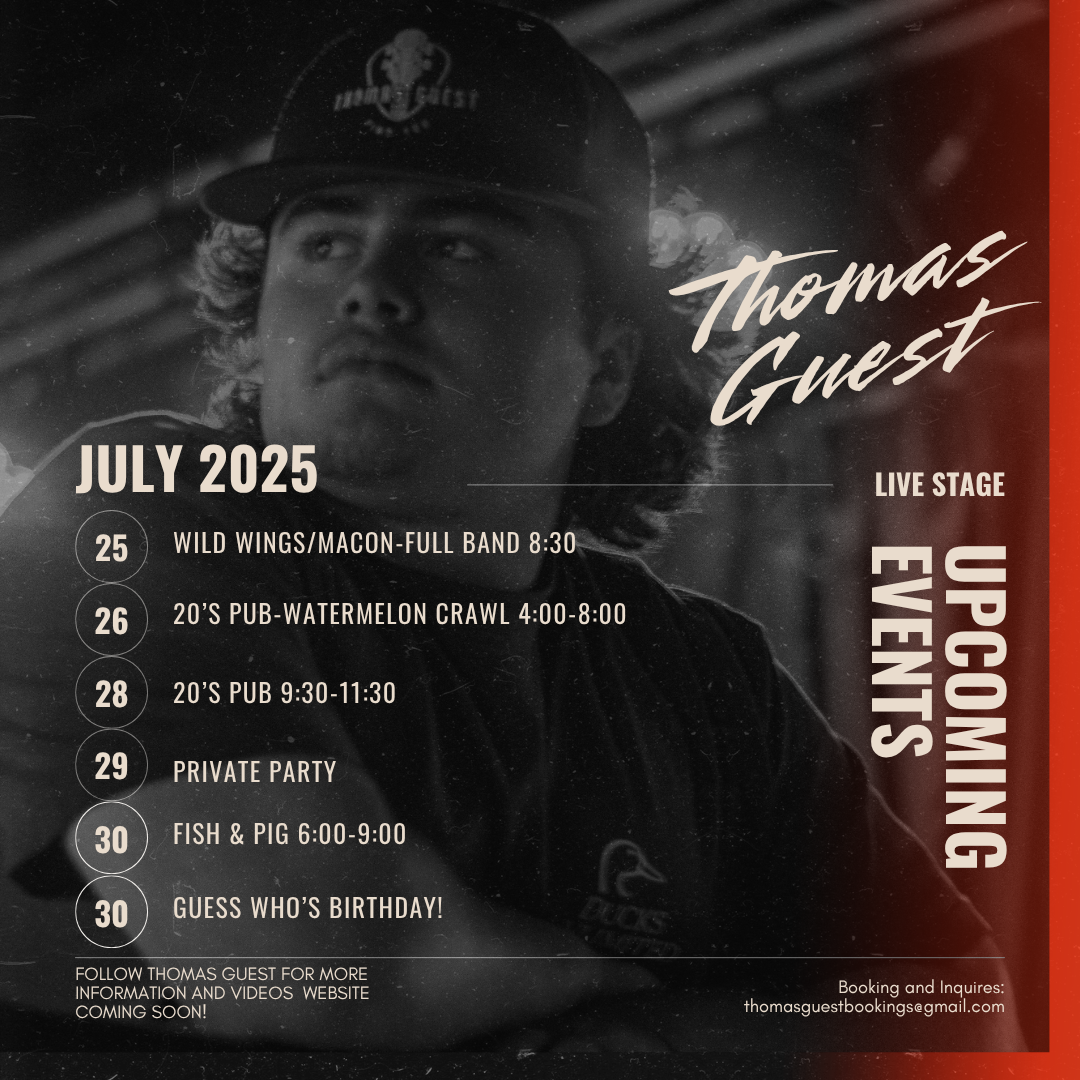 THOMAS GUEST
Thomas
Guest
JULY 2025
LIVE STAGE
25 WILD WINGS/MACON-FULL BAND 8:30
26 20’S PUB-WATERMELON CRAWL 4:00-8:00
28 20’S PUB 9:30-11:30
29 PRIVATE PARTY
30 FISH & PIG 6:00-9:00
30 GUESS WHO’S BIRTHDAY!
UPCOMING
EVENTS
DUCKS
FOLLOW THOMAS GUEST FOR MORE
INFORMATION AND VIDEOS  WEBSITE
COMING SOON!
Booking and Inquires:
thomasguestbookings@gmail.com